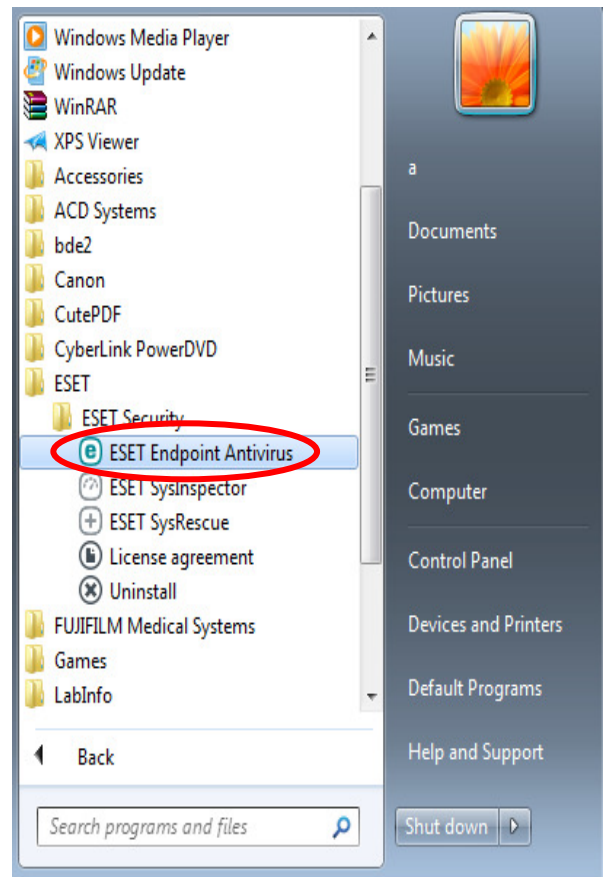 Windows Media Player
Windows Update
WinRAR
XPS Viewer
Accessories
ACD Systems
bde2
Canon
CutePDF
CyberLink PowerDVD
ESET
ESET Security
ESET Endpoint Antivirus
ESET SysInspector
ESET SysRescue
License agreement
Uninstall
FUJIFILM Medical Systems
Games
LabInfo
Back
Search programs and files
a
Documents
Pictures
Music
Games
Computer
Control Panel
Devices and Printers
Default Programs
Help and Support
Shut down